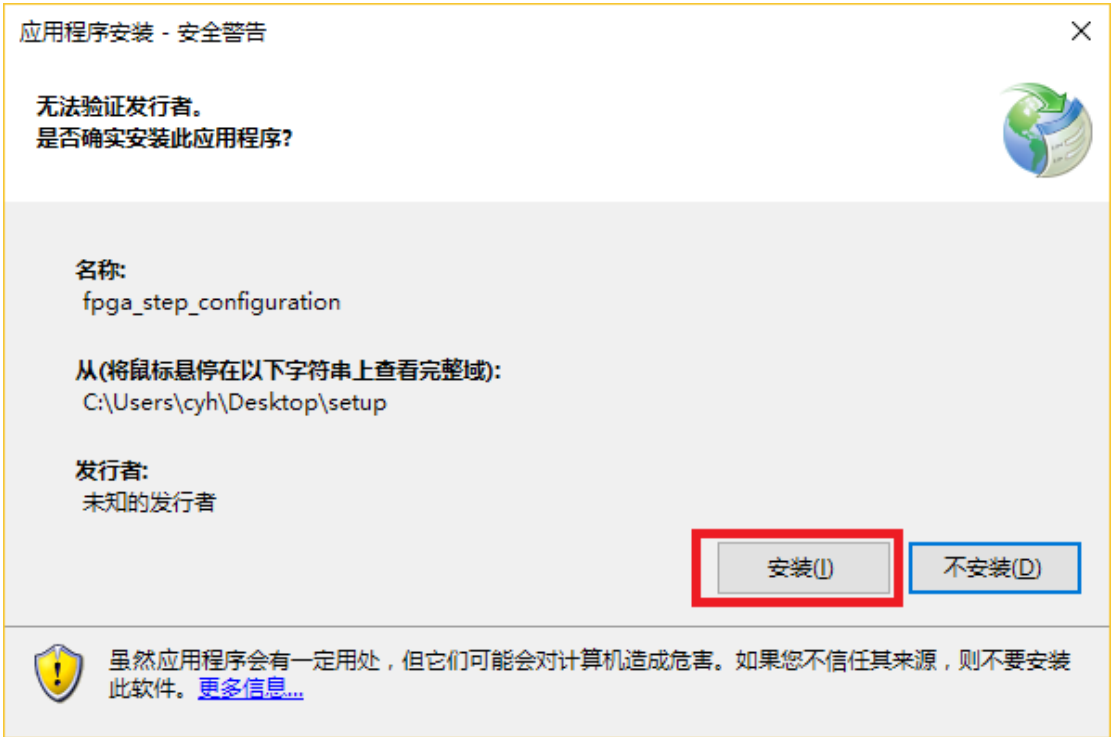 应用程序安装 - 安全警告
无法验证发行者。
是否确实安装此应用程序?
名称:
fpga_step_configuration
从(将鼠标悬停在以下字符串上查看完整域):
C:\Users\cyh\Desktop\setup
发行者:
未知的发行者
安装(I) 不安装(D)
虽然应用程序会有一定用处，但它们可能会对计算机造成危害。如果您不信任其来源，则不要安装
此软件。更多信息...